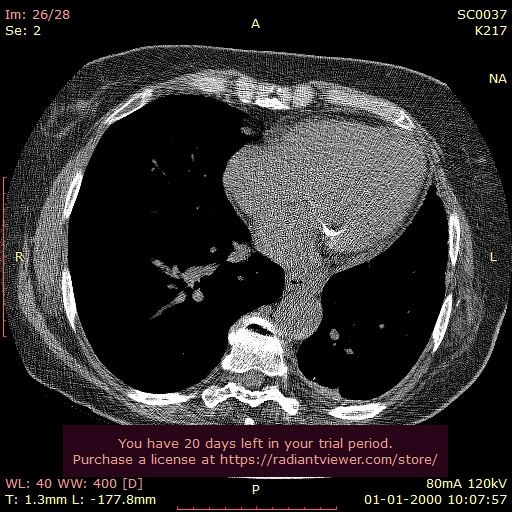 Im: 26/28
Se: 2
A
SC0037
K217
NA
R
L
You have 20 days left in your trial period.
Purchase a license at https://radiantviewer.com/store/
WL: 40 WW: 400 [D]
T: 1.3mm L: -177.8mm
P
80mA 120kV
01-01-2000 10:07:57